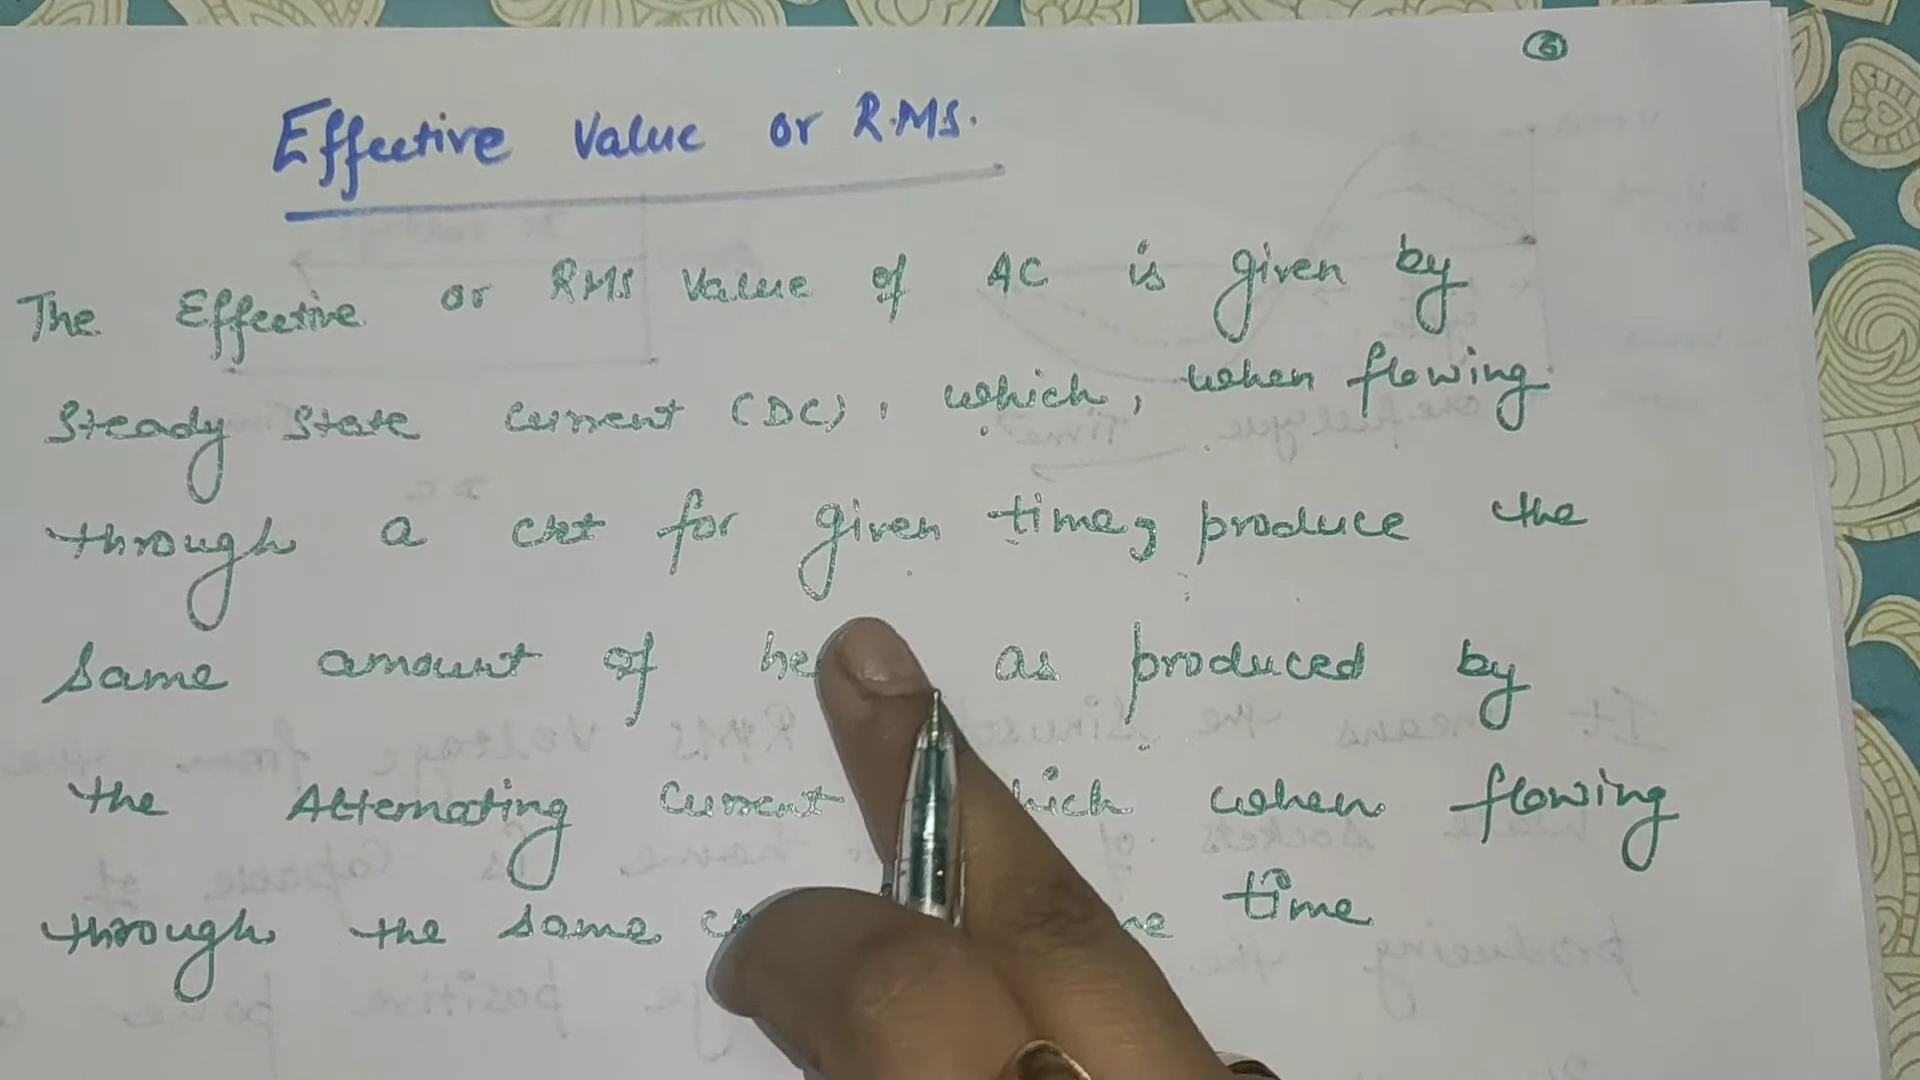 6
Effective Value or R.M.S.
The Effective or RMS Value of AC is given by
Steady State Current (DC), which, when flowing
through a ckt for given time, produce the
Same amount of as produced by
the Alternating Current when flowing
through the same time